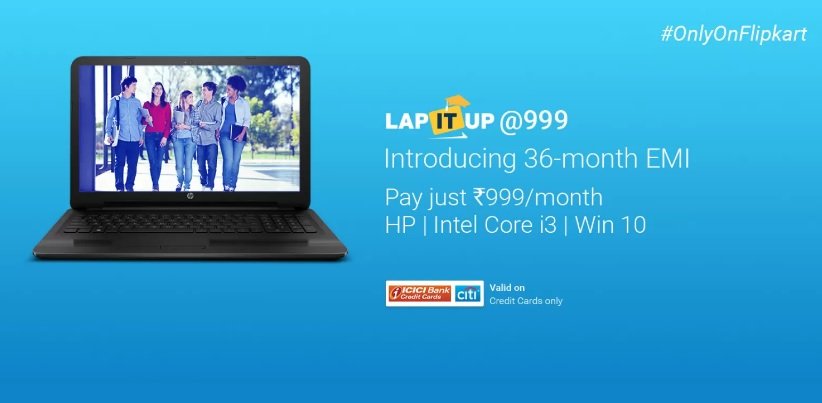 #OnlyOnFlipkart
LAP IT UP @999
Introducing 36-month EMI
Pay just ₹999/month
HP | Intel Core i3 | Win 10
ICICI Bank
Credit Cards
citi
Valid on
Credit Cards only
hp